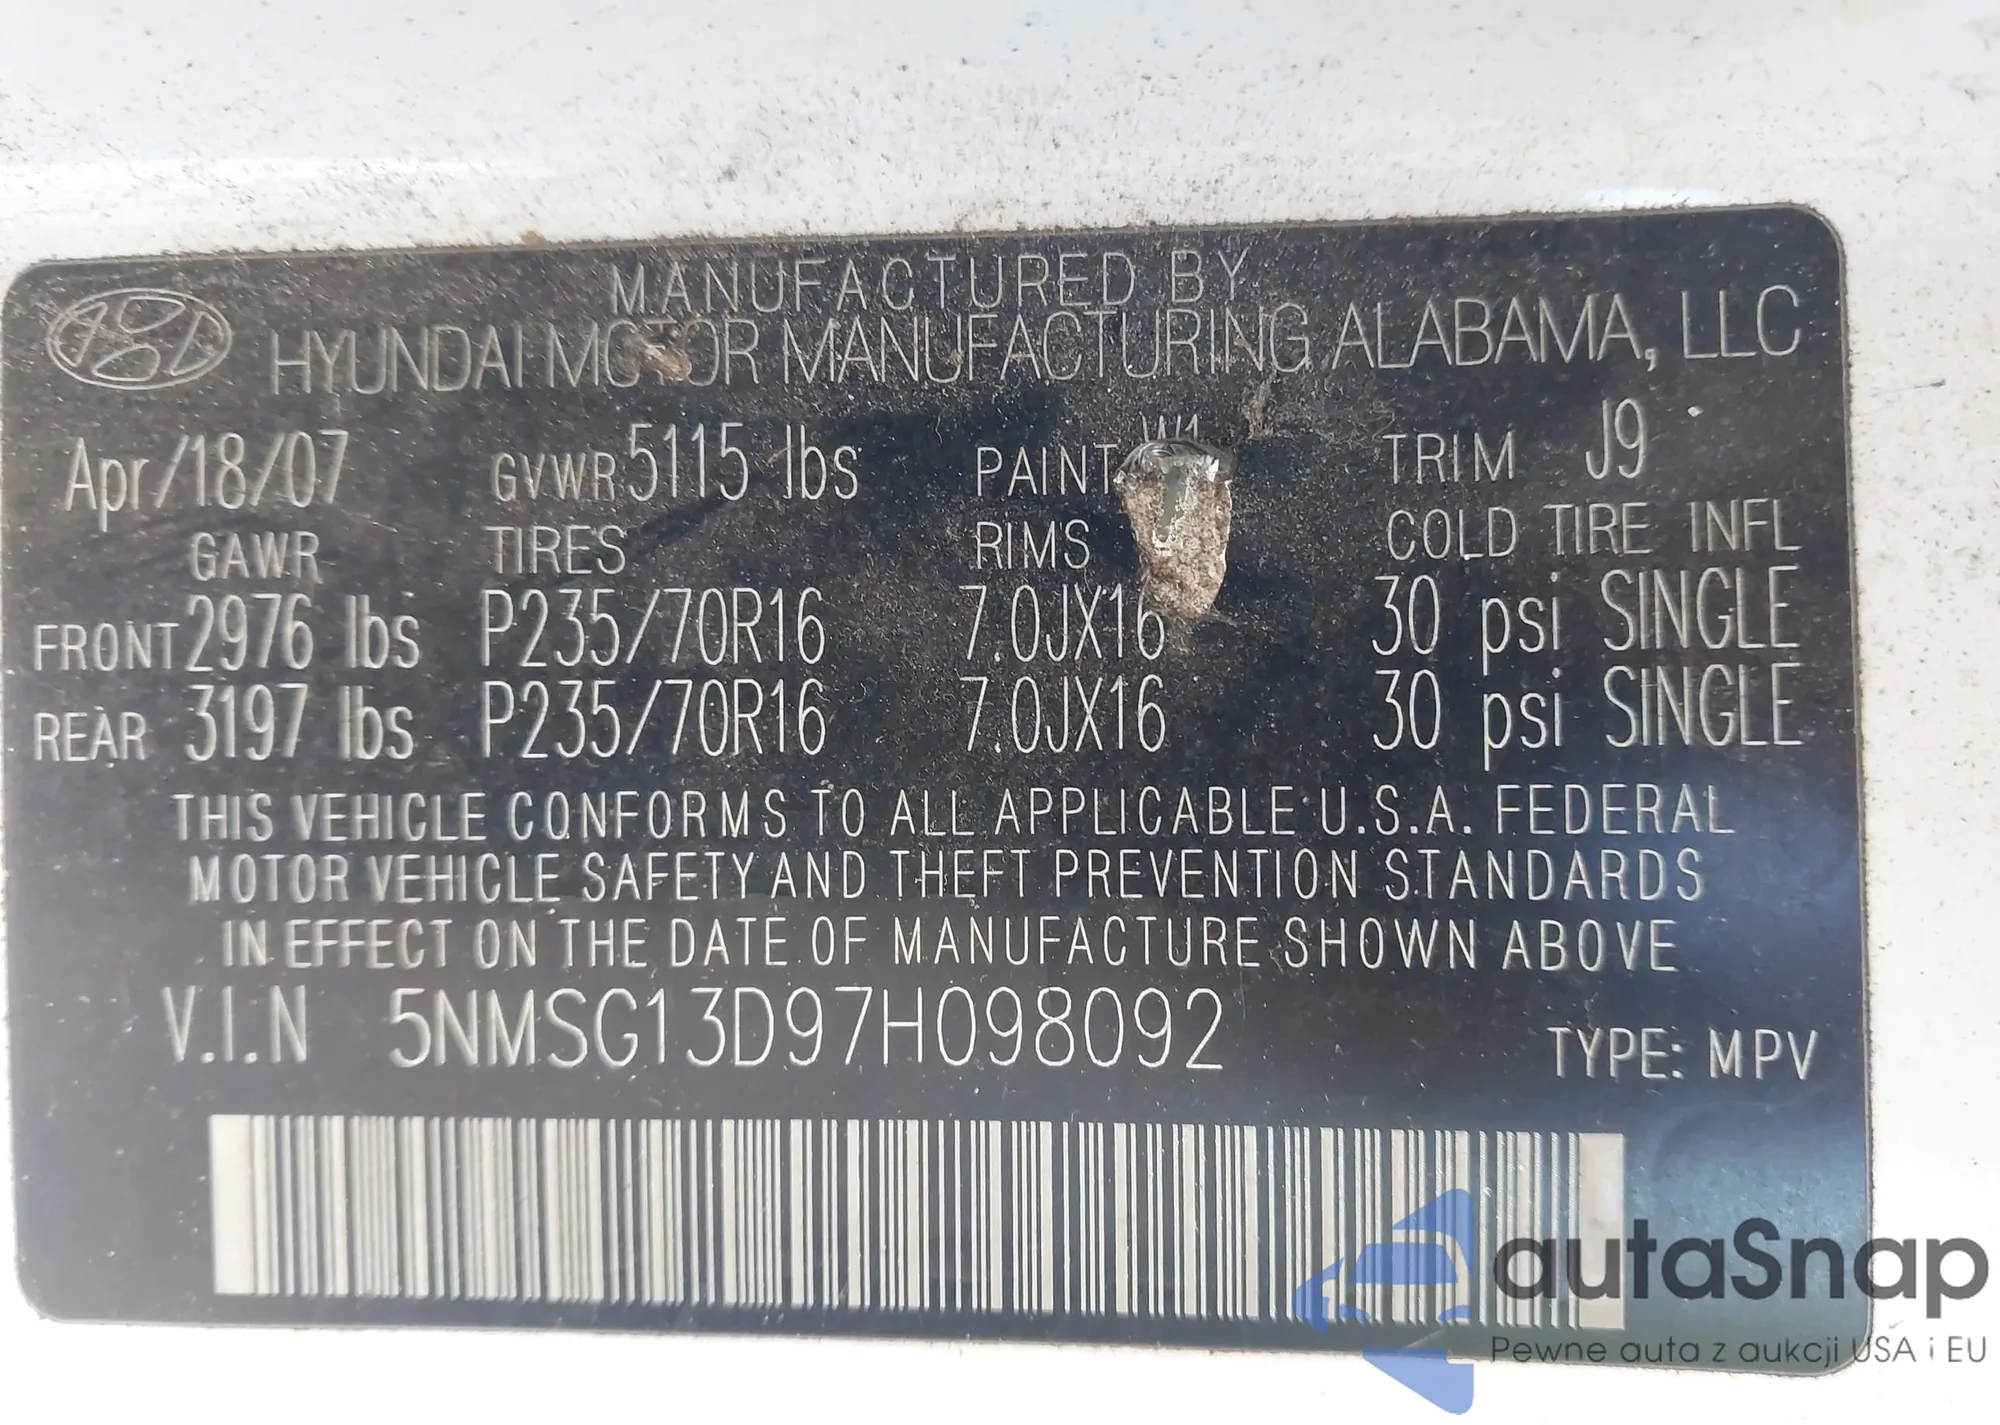 MANUFACTURED BY
HYUNDAI MOTOR MANUFACTURING ALABAMA, LLC
Apr/18/07 GVWR 5115 lbs PAINT W1 TRIM J9
GAWR TIRES RIMS COLD TIRE INFL
FRONT 2976 lbs P235/70R16 7.0JX16 30 psi SINGLE
REAR 3197 lbs P235/70R16 7.0JX16 30 psi SINGLE
THIS VEHICLE CONFORMS TO ALL APPLICABLE U.S.A. FEDERAL
MOTOR VEHICLE SAFETY AND THEFT PREVENTION STANDARDS
IN EFFECT ON THE DATE OF MANUFACTURE SHOWN ABOVE
V.I.N 5NMSG13D97H098092 TYPE: MPV
autaSnap
Pewne auta z aukcji USA i EU